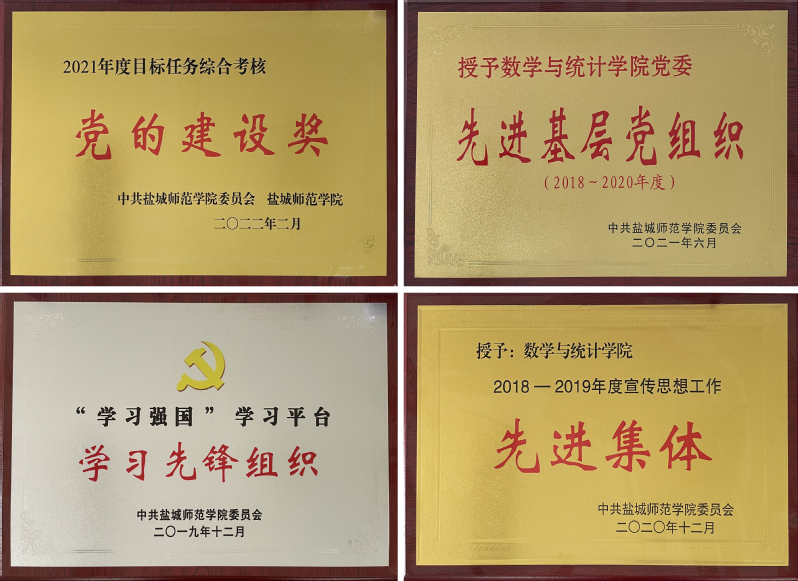 2021年度目标任务综合考核
党的建设奖
中共盐城师范学院委员会 盐城师范学院
二〇二二年二月
授予数学与统计学院党委
先进基层党组织
（2018～2020年度）
中共盐城师范学院委员会
二〇二一年六月
“学习强国”学习平台
学习先锋组织
中共盐城师范学院委员会
二〇一九年十二月
授予：数学与统计学院
2018 — 2019年度宣传思想工作
先进集体
中共盐城师范学院委员会
二〇二〇年十二月